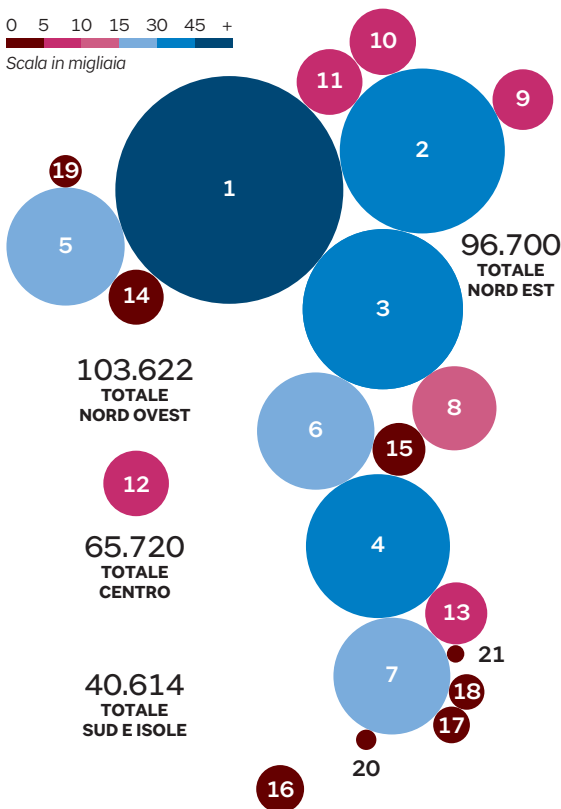 0 5 10 15 30 45 +
Scala in migliaia
10
11
9
2
19
1
5
96.700
TOTALE
NORD EST
14
3
103.622
TOTALE
NORD OVEST
8
6
15
12
4
65.720
TOTALE
CENTRO
13
21
7
40.614
TOTALE
SUD E ISOLE
18
17
20
16